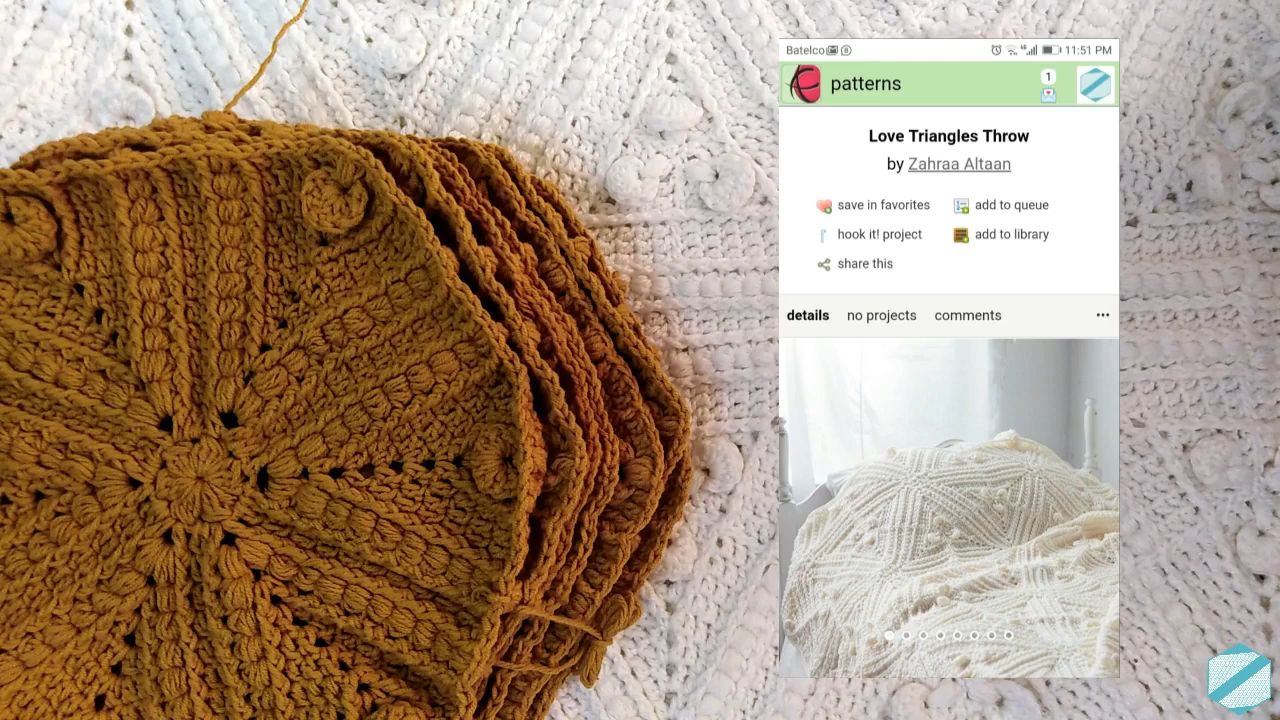 Batelco
11:51 PM
patterns
1
Love Triangles Throw
by Zahraa Altaan
save in favorites
add to queue
hook it! project
add to library
share this
details no projects comments